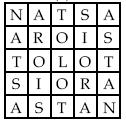 N A T S A
A R O I S
T O L O T
S I O R A
A S T A N